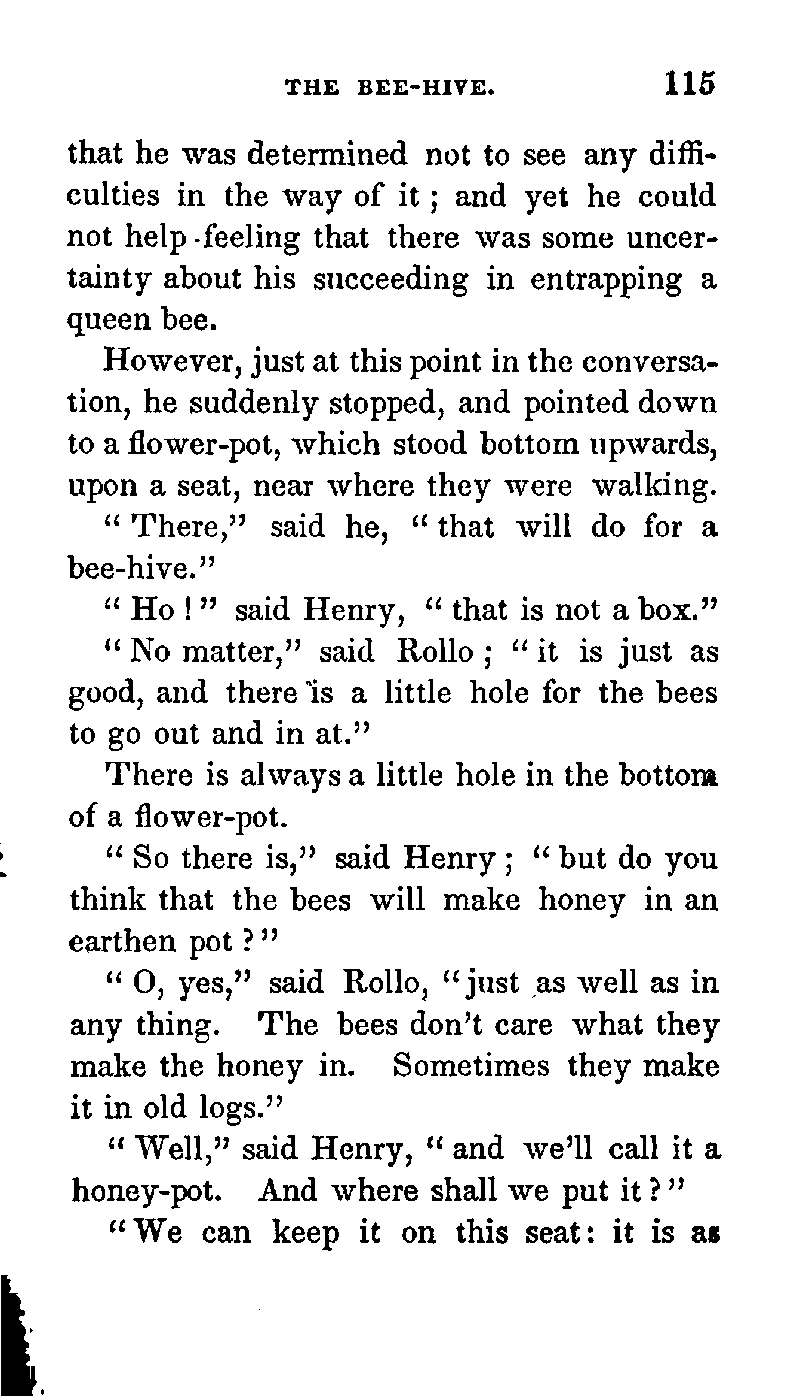 THE BEE-HIVE. 115
that he was determined not to see any diffi-
culties in the way of it ; and yet he could
not help feeling that there was some uncer-
tainty about his succeeding in entrapping a
queen bee.
However, just at this point in the conversa-
tion, he suddenly stopped, and pointed down
to a flower-pot, which stood bottom upwards,
upon a seat, near where they were walking.
“ There,” said he, “ that will do for a
bee-hive.”
“ Ho ! ” said Henry, “ that is not a box.”
“ No matter,” said Rollo ; “ it is just as
good, and there is a little hole for the bees
to go out and in at.”
There is always a little hole in the bottom
of a flower-pot.
“ So there is,” said Henry ; “ but do you
think that the bees will make honey in an
earthen pot ? ”
“ O, yes,” said Rollo, “just as well as in
any thing. The bees don’t care what they
make the honey in. Sometimes they make
it in old logs.”
“ Well,” said Henry, “ and we’ll call it a
honey-pot. And where shall we put it ? ”
“We can keep it on this seat: it is as